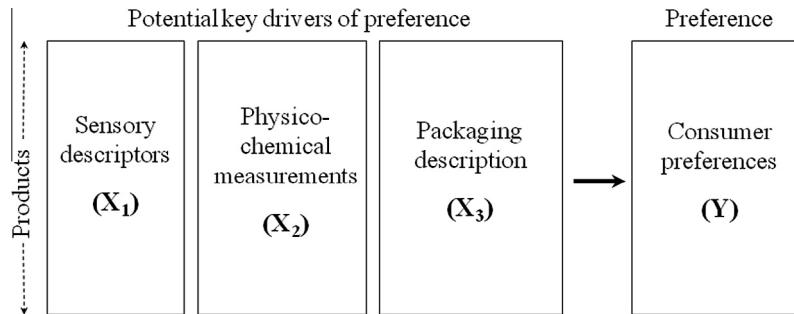 Potential key drivers of preference
Preference
Products
Sensory
descriptors
(X₁)
Physico-
chemical
measurements
(X₂)
Packaging
description
(X₃)
Consumer
preferences
(Y)